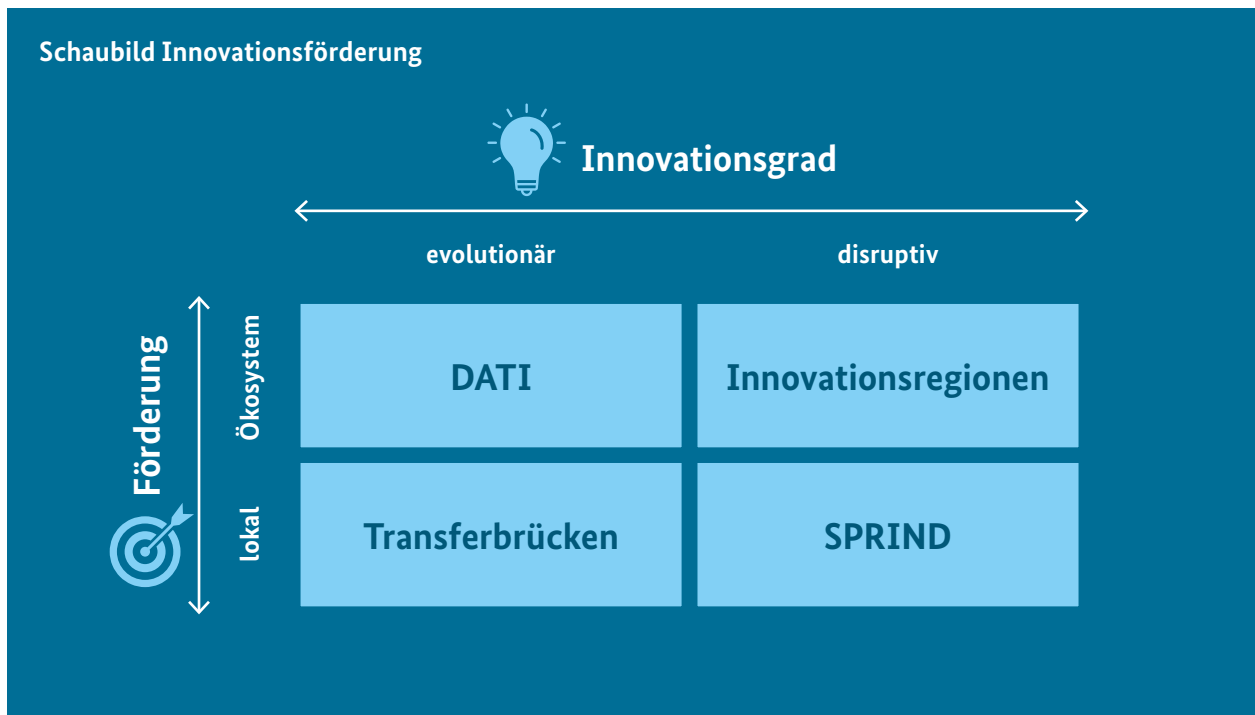 Schaubild Innovationsförderung
Innovationsgrad
evolutionär
disruptiv
Förderung
Ökosystem
DATI
Innovationsregionen
lokal
Transferbrücken
SPRIND